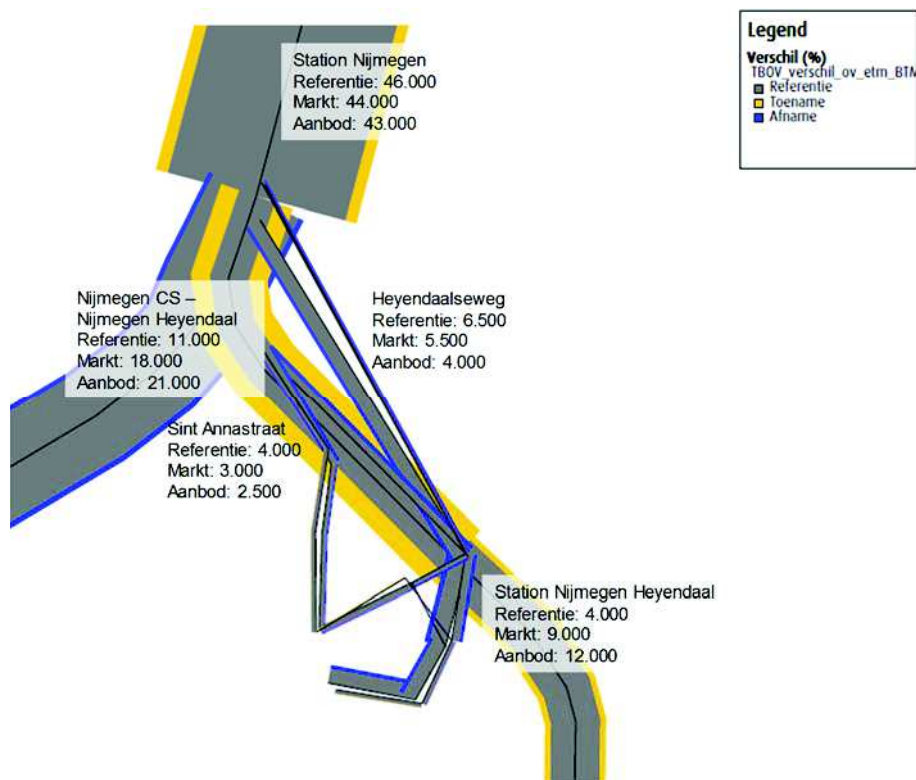 Station Nijmegen
Referentie: 46.000
Markt: 44.000
Aanbod: 43.000
Legend
Verschil (%)
TBOV_verschil_ov_etm_BTM
Referentie
Toename
Afname
Nijmegen CS –
Nijmegen Heyendaal
Referentie: 11.000
Markt: 18.000
Aanbod: 21.000
Heyendaalseweg
Referentie: 6.500
Markt: 5.500
Aanbod: 4.000
Sint Annastraat
Referentie: 4.000
Markt: 3.000
Aanbod: 2.500
Station Nijmegen Heyendaal
Referentie: 4.000
Markt: 9.000
Aanbod: 12.000